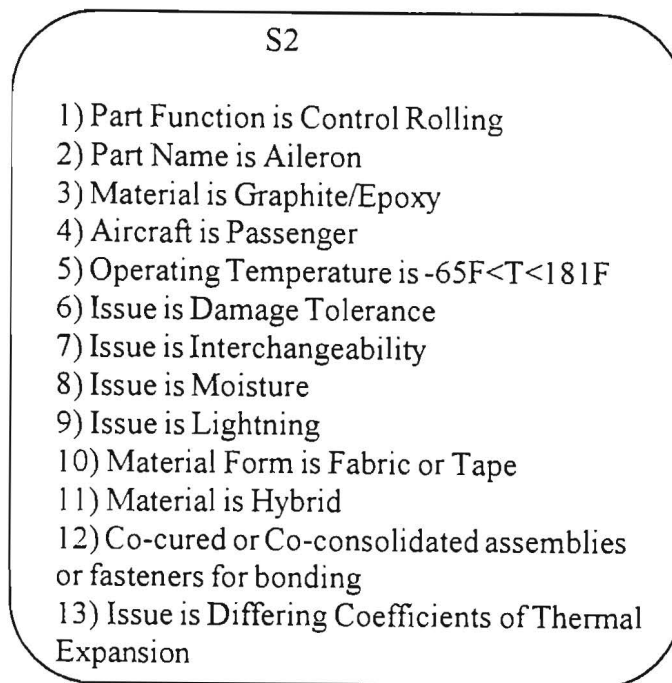 S2
1) Part Function is Control Rolling
2) Part Name is Aileron
3) Material is Graphite/Epoxy
4) Aircraft is Passenger
5) Operating Temperature is -65F<T<181F
6) Issue is Damage Tolerance
7) Issue is Interchangeability
8) Issue is Moisture
9) Issue is Lightning
10) Material Form is Fabric or Tape
11) Material is Hybrid
12) Co-cured or Co-consolidated assemblies
or fasteners for bonding
13) Issue is Differing Coefficients of Thermal
Expansion